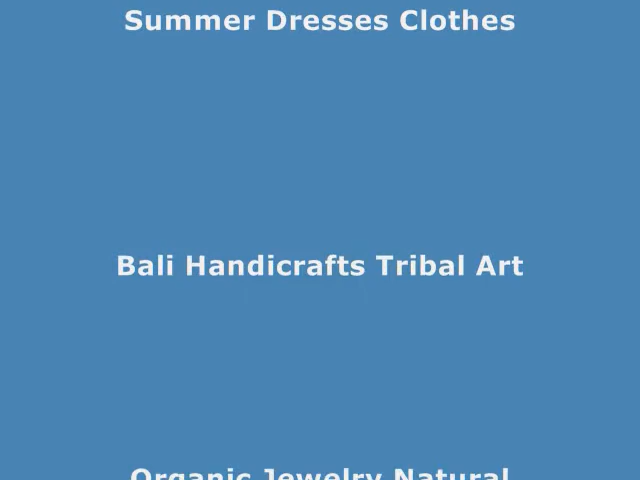 Summer Dresses Clothes
Bali Handicrafts Tribal Art
Organic Jewelry Natural